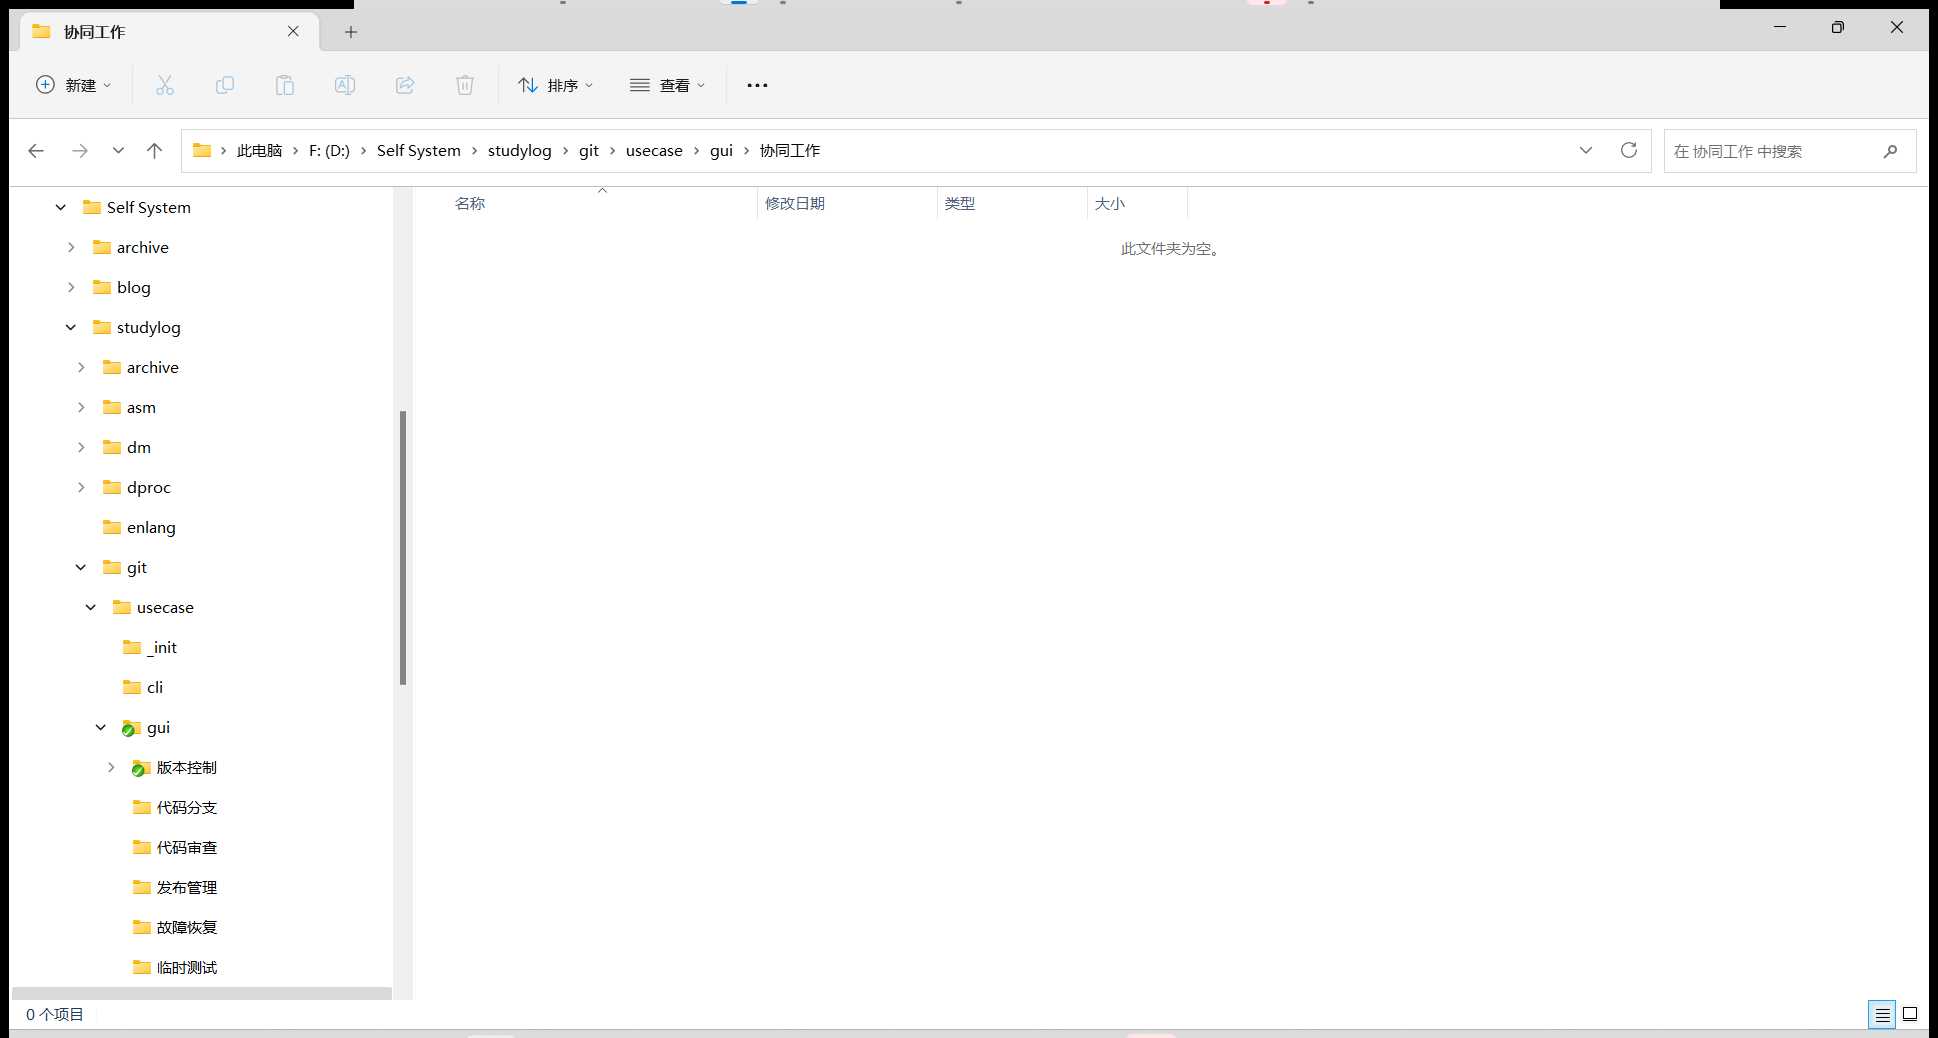 协同工作
新建
排序
查看
此电脑 › F: (D:) › Self System › studylog › git › usecase › gui › 协同工作
在 协同工作 中搜索
Self System
archive
blog
studylog
archive
asm
dm
dproc
enlang
git
usecase
_init
cli
gui
版本控制
代码分支
代码审查
发布管理
故障恢复
临时测试
名称 修改日期 类型 大小
此文件夹为空。
0 个项目